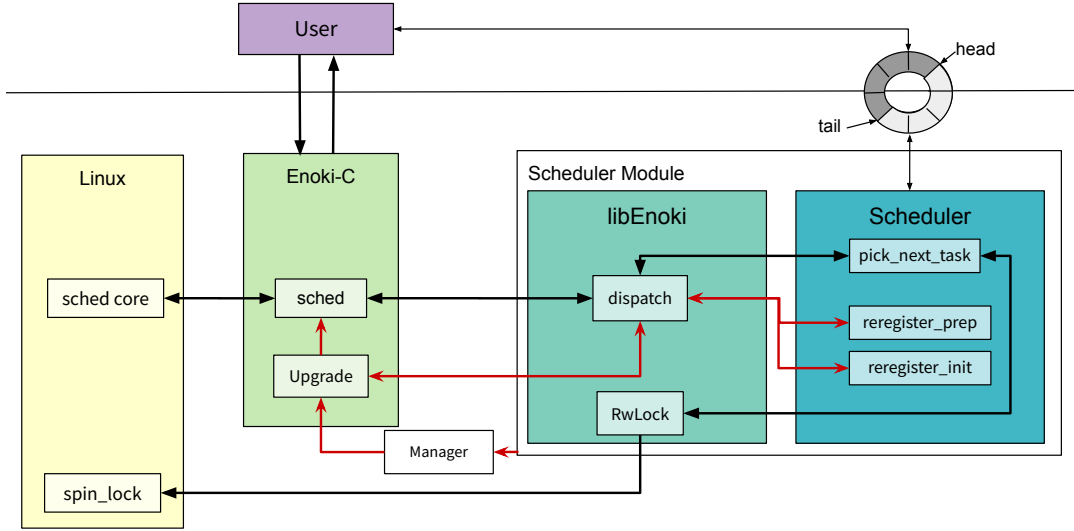 User
head
tail
Linux
Enoki-C
Scheduler Module
libEnoki
Scheduler
pick_next_task
sched core
sched
dispatch
reregister_prep
Upgrade
reregister_init
RwLock
Manager
spin_lock